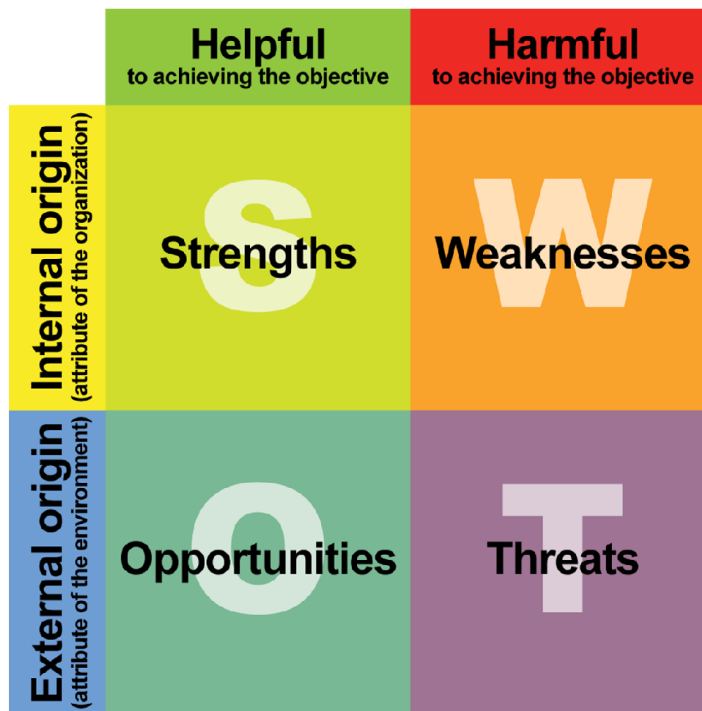 Helpful
to achieving the objective
Harmful
to achieving the objective
Internal origin
(attribute of the organization)
S
Strengths
W
Weaknesses
External origin
(attribute of the environment)
O
Opportunities
T
Threats